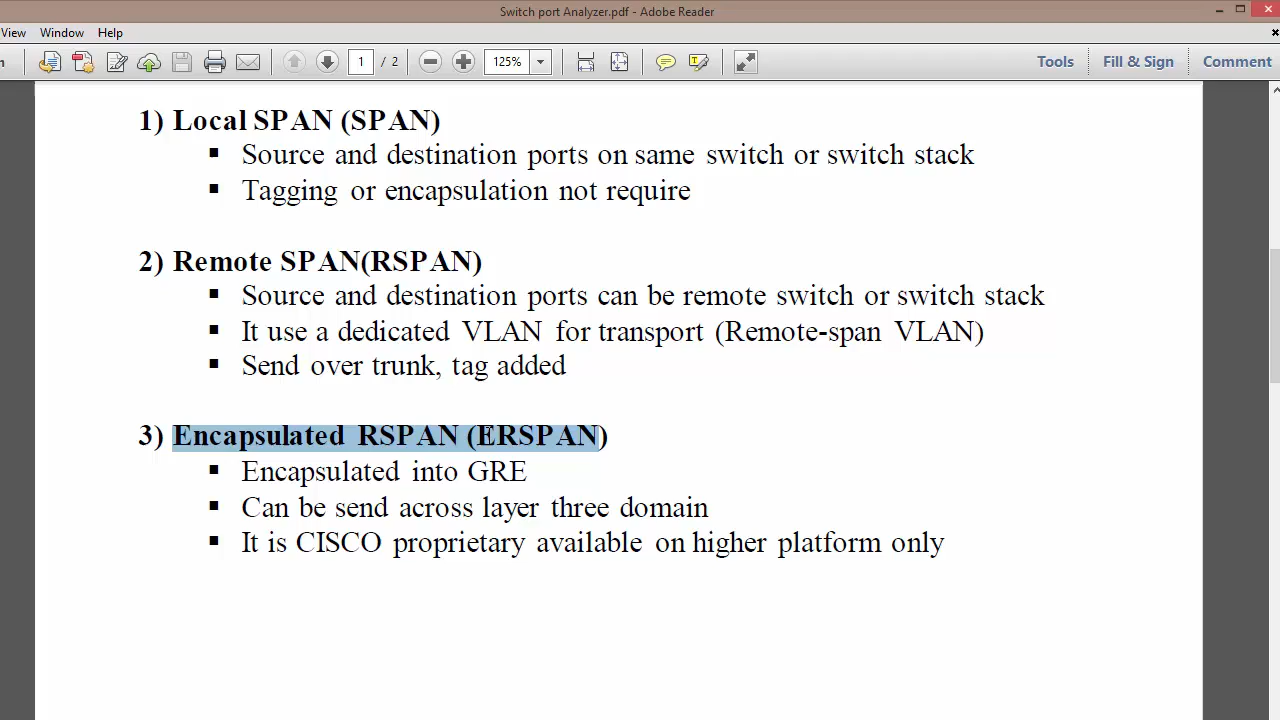 Switch port Analyzer.pdf - Adobe Reader
View Window Help
1 / 2 125% Tools Fill & Sign Comment
1) Local SPAN (SPAN)
▪ Source and destination ports on same switch or switch stack
▪ Tagging or encapsulation not require
2) Remote SPAN(RSPAN)
▪ Source and destination ports can be remote switch or switch stack
▪ It use a dedicated VLAN for transport (Remote-span VLAN)
▪ Send over trunk, tag added
3) Encapsulated RSPAN (ERSPAN)
▪ Encapsulated into GRE
▪ Can be send across layer three domain
▪ It is CISCO proprietary available on higher platform only